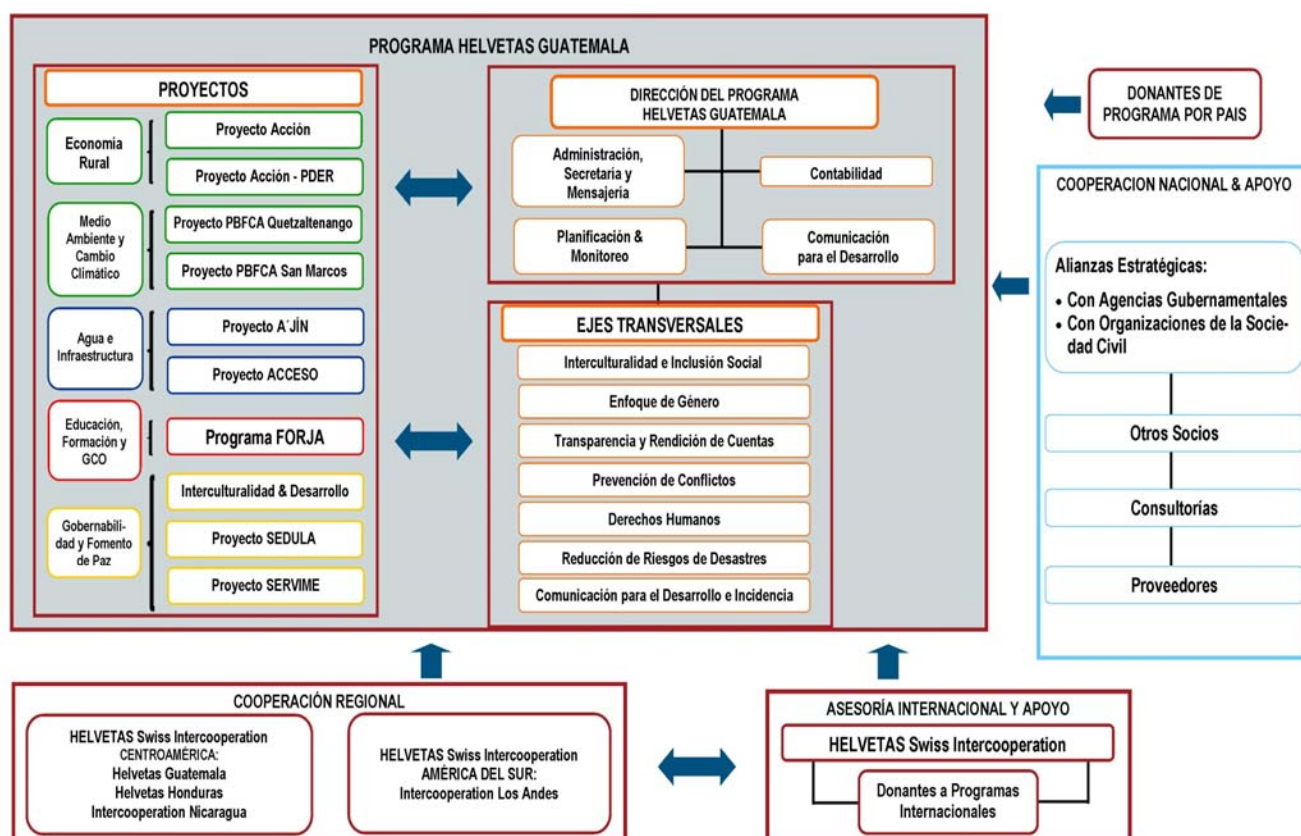 PROGRAMA HELVETAS GUATEMALA
PROYECTOS
Economía
Rural
Proyecto Acción
Proyecto Acción - PDER
Medio
Ambiente y
Cambio
Climático
Proyecto PBFCA Quetzaltenango
Proyecto PBFCA San Marcos
Agua e
Infraestructura
Proyecto A´JÍN
Proyecto ACCESO
Educación,
Formación y
GCO
Programa FORJA
Gobernabili-
dad y Fomento
de Paz
Interculturalidad & Desarrollo
Proyecto SEDULA
Proyecto SERVIME
DIRECCIÓN DEL PROGRAMA
HELVETAS GUATEMALA
Administración,
Secretaria y
Mensajería
Contabilidad
Planificación &
Monitoreo
Comunicación
para el Desarrollo
EJES TRANSVERSALES
Interculturalidad e Inclusión Social
Enfoque de Género
Transparencia y Rendición de Cuentas
Prevención de Conflictos
Derechos Humanos
Reducción de Riesgos de Desastres
Comunicación para el Desarrollo e Incidencia
DONANTES DE
PROGRAMA POR PAIS
COOPERACION NACIONAL & APOYO
Alianzas Estratégicas:
• Con Agencias Gubernamentales
• Con Organizaciones de la Socie-
dad Civil
Otros Socios
Consultorías
Proveedores
COOPERACIÓN REGIONAL
HELVETAS Swiss Intercooperation
CENTROAMÉRICA:
Helvetas Guatemala
Helvetas Honduras
Intercooperation Nicaragua
HELVETAS Swiss Intercooperation
AMÉRICA DEL SUR:
Intercooperation Los Andes
ASESORÍA INTERNACIONAL Y APOYO
HELVETAS Swiss Intercooperation
Donantes a Programas
Internacionales